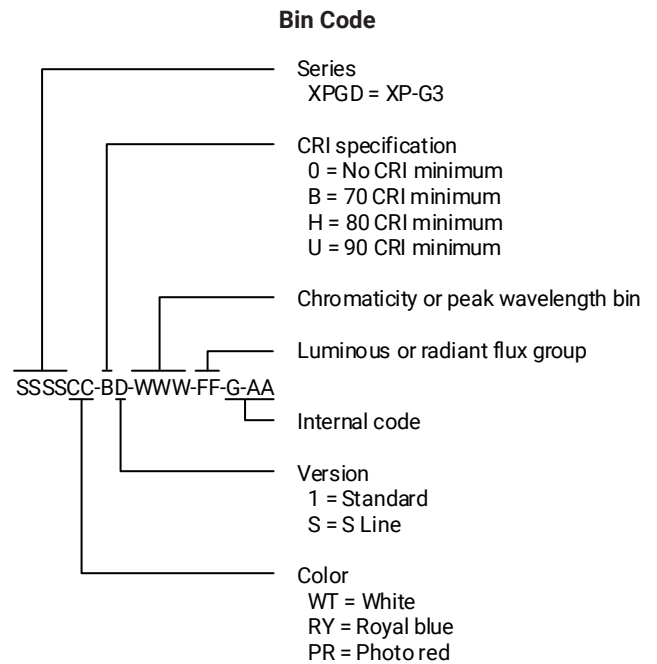 Bin Code
Series
XPGD = XP-G3
CRI specification
0 = No CRI minimum
B = 70 CRI minimum
H = 80 CRI minimum
U = 90 CRI minimum
Chromaticity or peak wavelength bin
Luminous or radiant flux group
SSSSCC-BD-WWW-FF-G-AA
Internal code
Version
1 = Standard
S = S Line
Color
WT = White
RY = Royal blue
PR = Photo red